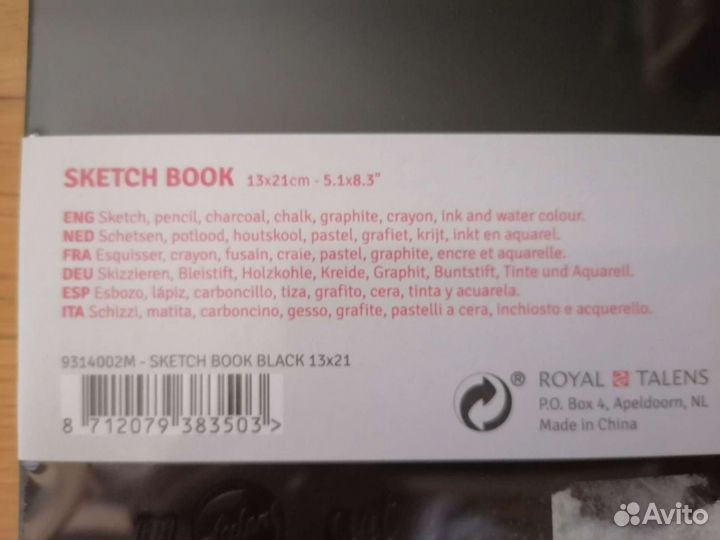 SKETCH BOOK 13x21cm - 5.1x8.3"
ENG Sketch, pencil, charcoal, chalk, graphite, crayon, ink and water colour.
NED Schetsen, potlood, houtskool, pastel, grafiet, krijt, inkt en aquarel.
FRA Esquisser, crayon, fusain, craie, pastel, graphite, encre et aquarelle.
DEU Skizzieren, Bleistift, Holzkohle, Kreide, Graphit, Buntstift, Tinte und Aquarell.
ESP Esbozo, lápiz, carboncillo, tiza, grafito, cera, tinta y acuarela.
ITA Schizzi, matita, carboncino, gesso, grafite, pastelli a cera, inchiosto e acquerello.
9314002M - SKETCH BOOK BLACK 13x21
8 712079 383503>
® ROYAL TALENS
P.O. Box 4, Apeldoorn, NL
Made in China
Avito